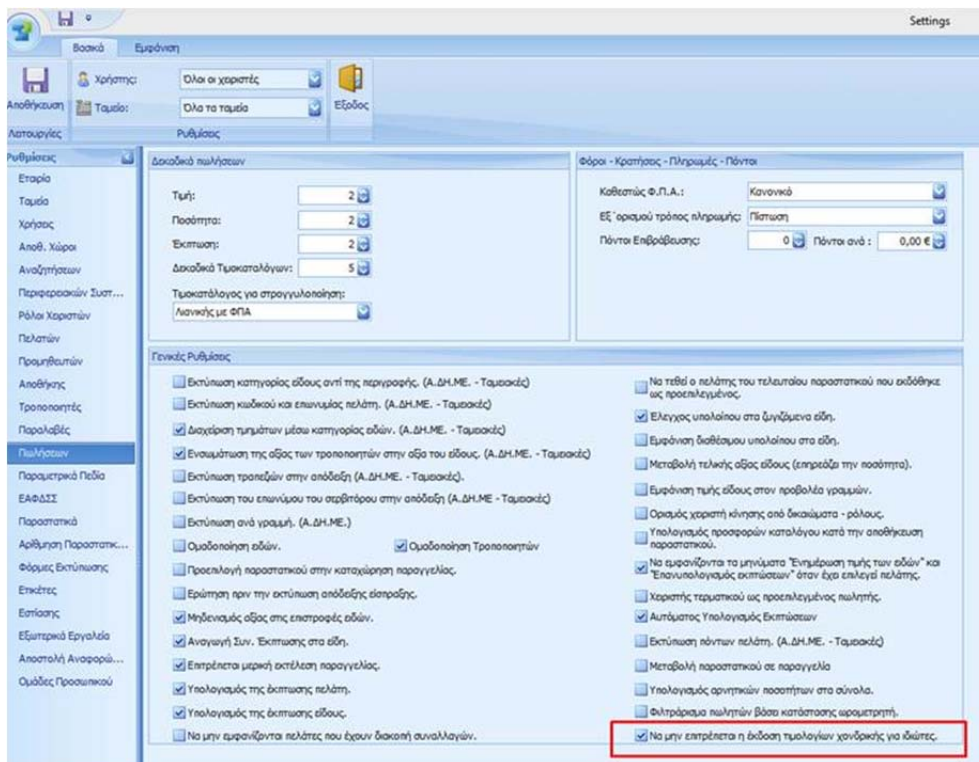 Settings
Βασικά Εμφάνιση
Αποθήκευση
Χρήστης: Όλοι οι χειριστές
Ταμείο: Όλα τα ταμεία
Έξοδος
Λειτουργίες Ρυθμίσεις
Ρυθμίσεις
Εταιρία
Ταμεία
Χρήσεις
Αποθ. Χώροι
Αναζητήσεων
Περιφερειακών Συστ...
Ρόλοι Χειριστών
Πελατών
Προμηθευτών
Αποθήκης
Τροποποιητές
Παραλαβές
Πωλήσεων
Παραμετρικά Πεδία
ΕΑΦΔΣΣ
Παραστατικά
Αρίθμηση Παραστατικ...
Φόρμες Εκτύπωσης
Ετικέτες
Εστίασης
Εξωτερικά Εργαλεία
Αποστολή Αναφορώ...
Ομάδες Προσωπικού
Δεκαδικά πωλήσεων
Τιμή: 2
Ποσότητα: 2
Έκπτωση: 2
Δεκαδικά Τιμοκαταλόγων: 5
Τιμοκατάλογος για στρογγυλοποίηση:
Λιανικής με ΦΠΑ
Φόροι - Κρατήσεις - Πληρωμές - Πόντοι
Καθεστώς Φ.Π.Α.: Κανονικό
Εξ΄ορισμού τρόπος πληρωμής: Πίστωση
Πόντοι Επιβράβευσης: 0 Πόντοι ανά : 0,00 €
Γενικές Ρυθμίσεις
Εκτύπωση κατηγορίας είδους αντί της περιγραφής. (Α.ΔΗ.ΜΕ. - Ταμειακές)
Εκτύπωση κωδικού και επωνυμίας πελάτη. (Α.ΔΗ.ΜΕ. - Ταμειακές)
Διαχείριση τμημάτων μέσω κατηγορίας ειδών. (Α.ΔΗ.ΜΕ. - Ταμειακές)
Ενσωμάτωση της αξίας των τροποποιητών στην αξία του είδους. (Α.ΔΗ.ΜΕ. - Ταμειακές)
Εκτύπωση τραπεζών στην απόδειξη (Α.ΔΗ.ΜΕ. - Ταμειακές).
Εκτύπωση του επωνύμου του σερβιτόρου στην απόδειξη (Α.ΔΗ.ΜΕ - Ταμειακές)
Εκτύπωση ανά γραμμή. (Α.ΔΗ.ΜΕ.)
Ομαδοποίηση ειδών. Ομαδοποίηση Τροποποιητών
Προεπιλογή παραστατικού στην καταχώρηση παραγγελίας.
Ερώτηση πριν την εκτύπωση απόδειξης είσπραξης.
Μηδενισμός αξίας στις επιστροφές ειδών.
Αναγωγή Συν. Έκπτωσης στα είδη.
Επιτρέπεται μερική εκτέλεση παραγγελίας.
Υπολογισμός της έκπτωσης πελάτη.
Υπολογισμός της έκπτωσης είδους.
Να μην εμφανίζονται πελάτες που έχουν διακοπή συναλλαγών.
Να τεθεί ο πελάτης του τελευταίου παραστατικού που εκδόθηκε
ως προεπιλεγμένος.
Έλεγχος υπολοίπου στα ζυγιζόμενα είδη.
Εμφάνιση διαθέσιμου υπολοίπου στα είδη.
Μεταβολή τελικής αξίας είδους (επηρεάζει την ποσότητα).
Εμφάνιση τιμής είδους στον προβολέα γραμμών.
Ορισμός χειριστή κίνησης από δικαιώματα - ρόλους.
Υπολογισμός προσφορών καταλόγου κατά την αποθήκευση
παραστατικού.
Να εμφανίζονται τα μηνύματα "Ενημέρωση τιμής των ειδών" και
"Επανυπολογισμός εκπτώσεων" όταν έχει επιλεγεί πελάτης.
Χειριστής τερματικού ως προεπιλεγμένος πωλητής.
Αυτόματος Υπολογισμός Εκπτώσεων
Εκτύπωση πόντων πελάτη. (Α.ΔΗ.ΜΕ. - Ταμειακές)
Μεταβολή παραστατικού σε παραγγελία
Υπολογισμός αρνητικών ποσοτήτων στα σύνολα.
Φιλτράρισμα πωλητών βάσει κατάστασης ωρομετρητή.
Να μην επιτρέπεται η έκδοση τιμολογίων χονδρικής για ιδιώτες.